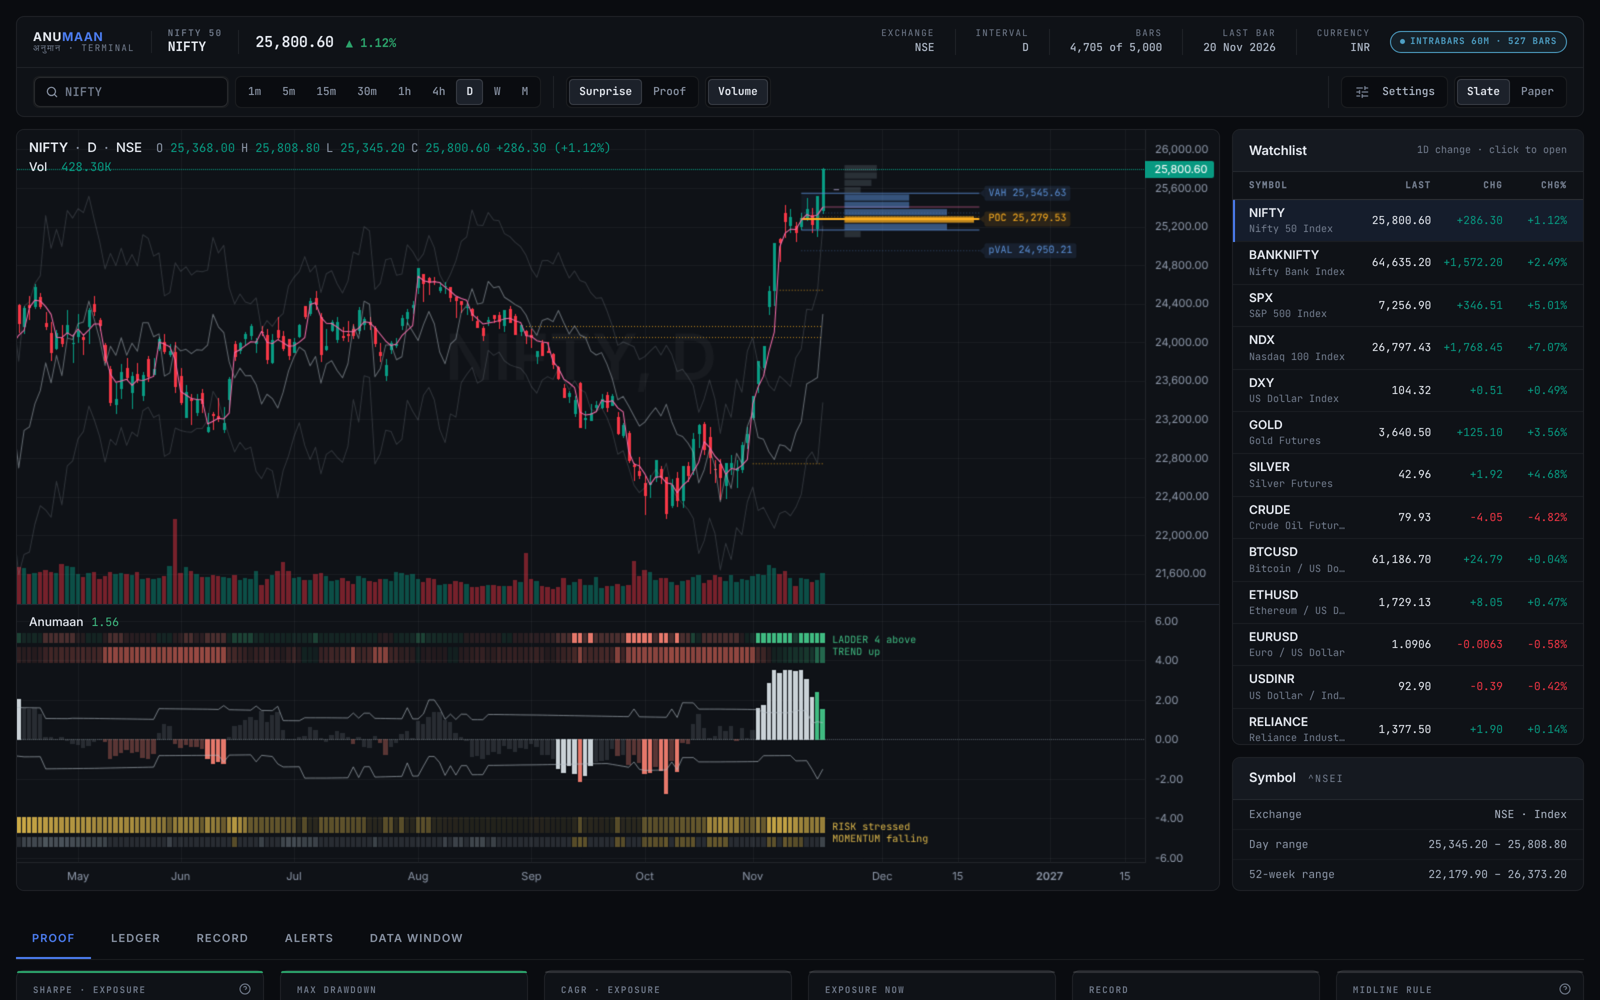 ANUMAAN
अनुमान · TERMINAL
NIFTY 50
NIFTY
25,800.60 ▲ 1.12%
EXCHANGE
NSE
INTERVAL
D
BARS
4,705 of 5,000
LAST BAR
20 Nov 2026
CURRENCY
INR
INTRABARS 60M · 527 BARS
NIFTY
1m 5m 15m 30m 1h 4h D W M
Surprise Proof
Volume
Settings
Slate Paper
NIFTY · D · NSE O 25,368.00 H 25,808.80 L 25,345.20 C 25,800.60 +286.30 (+1.12%)
Vol 428.30K
NIFTY, D
VAH 25,545.63
POC 25,279.53
pVAL 24,950.21
26,000.00
25,800.60
25,600.00
25,200.00
24,800.00
24,400.00
24,000.00
23,600.00
23,200.00
22,800.00
22,400.00
22,000.00
21,600.00
Anumaan 1.56
LADDER 4 above
TREND up
RISK stressed
MOMENTUM falling
6.00
4.00
2.00
0.00
-2.00
-4.00
-6.00
May Jun Jul Aug Sep Oct Nov Dec 15 2027 15
Watchlist
1D change · click to open
SYMBOL LAST CHG CHG%
NIFTY 25,800.60 +286.30 +1.12%
Nifty 50 Index
BANKNIFTY 64,635.20 +1,572.20 +2.49%
Nifty Bank Index
SPX 7,256.90 +346.51 +5.01%
S&P 500 Index
NDX 26,797.43 +1,768.45 +7.07%
Nasdaq 100 Index
DXY 104.32 +0.51 +0.49%
US Dollar Index
GOLD 3,640.50 +125.10 +3.56%
Gold Futures
SILVER 42.96 +1.92 +4.68%
Silver Futures
CRUDE 79.93 -4.05 -4.82%
Crude Oil Futur…
BTCUSD 61,186.70 +24.79 +0.04%
Bitcoin / US Do…
ETHUSD 1,729.13 +8.05 +0.47%
Ethereum / US D…
EURUSD 1.0906 -0.0063 -0.58%
Euro / US Dollar
USDINR 92.90 -0.39 -0.42%
US Dollar / Ind…
RELIANCE 1,377.50 +1.90 +0.14%
Reliance Indust…
Symbol ^NSEI
Exchange NSE · Index
Day range 25,345.20 – 25,808.80
52-week range 22,179.90 – 26,373.20
PROOF LEDGER RECORD ALERTS DATA WINDOW
SHARPE · EXPOSURE
MAX DRAWDOWN
CAGR · EXPOSURE
EXPOSURE NOW
RECORD
MIDLINE RULE